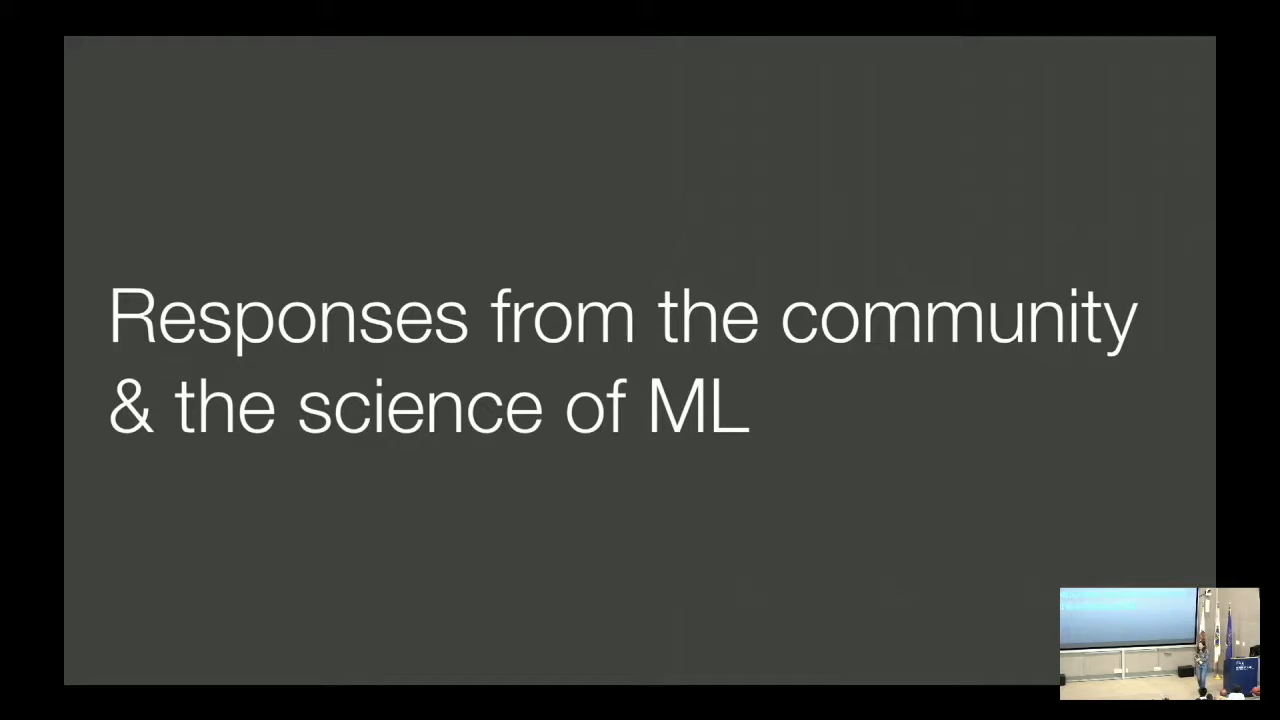 Responses from the community
& the science of ML